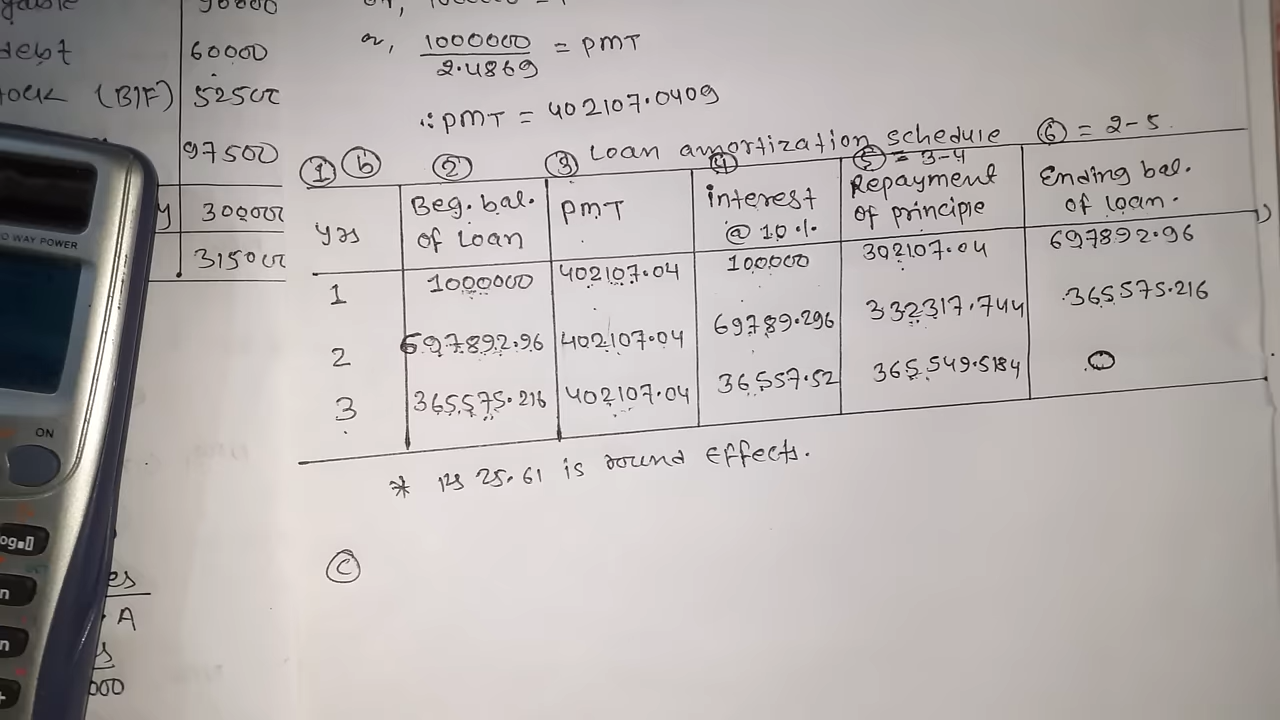 90000
debt 60000
(B/F) 52500
97500
300000
315000
or, 1000000 / 2.4869 = PMT
∴ PMT = 402107.0409
Loan amortization schedule ⑥ = 2-5
① ⓑ ② ③ ④ ⑤ = 3-4
yrs Beg. bal. of loan PMT interest @ 10% Repayment of principle Ending bal. of loan.
1 1000000 402107.04 100000 302107.04 697892.96
2 697892.96 402107.04 69789.296 332317.744 365575.216
3 365575.216 402107.04 36557.52 365549.5184 0
* Rs 25.61 is round effects.
ⓒ
TWO WAY POWER
ON